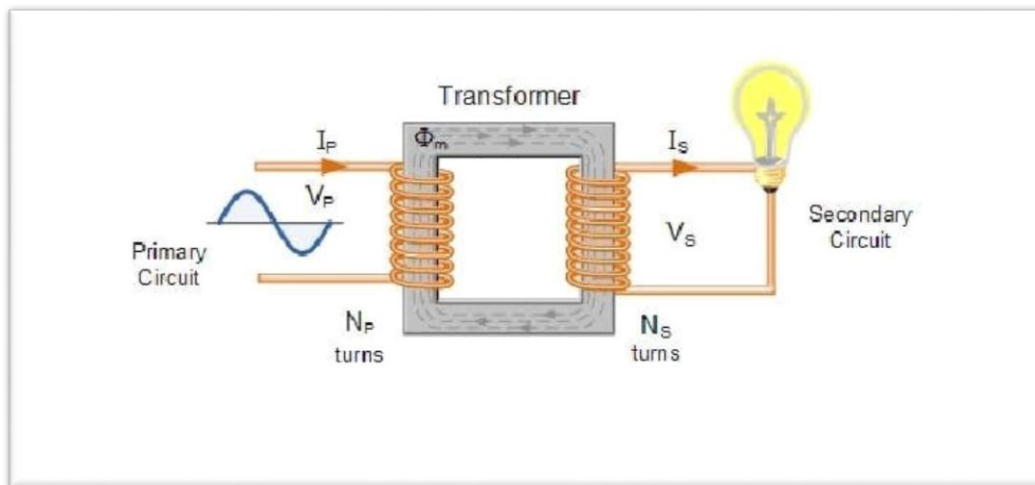 Transformer
Φm
IP
IS
VP
VS
Primary
Circuit
Secondary
Circuit
NP
turns
NS
turns